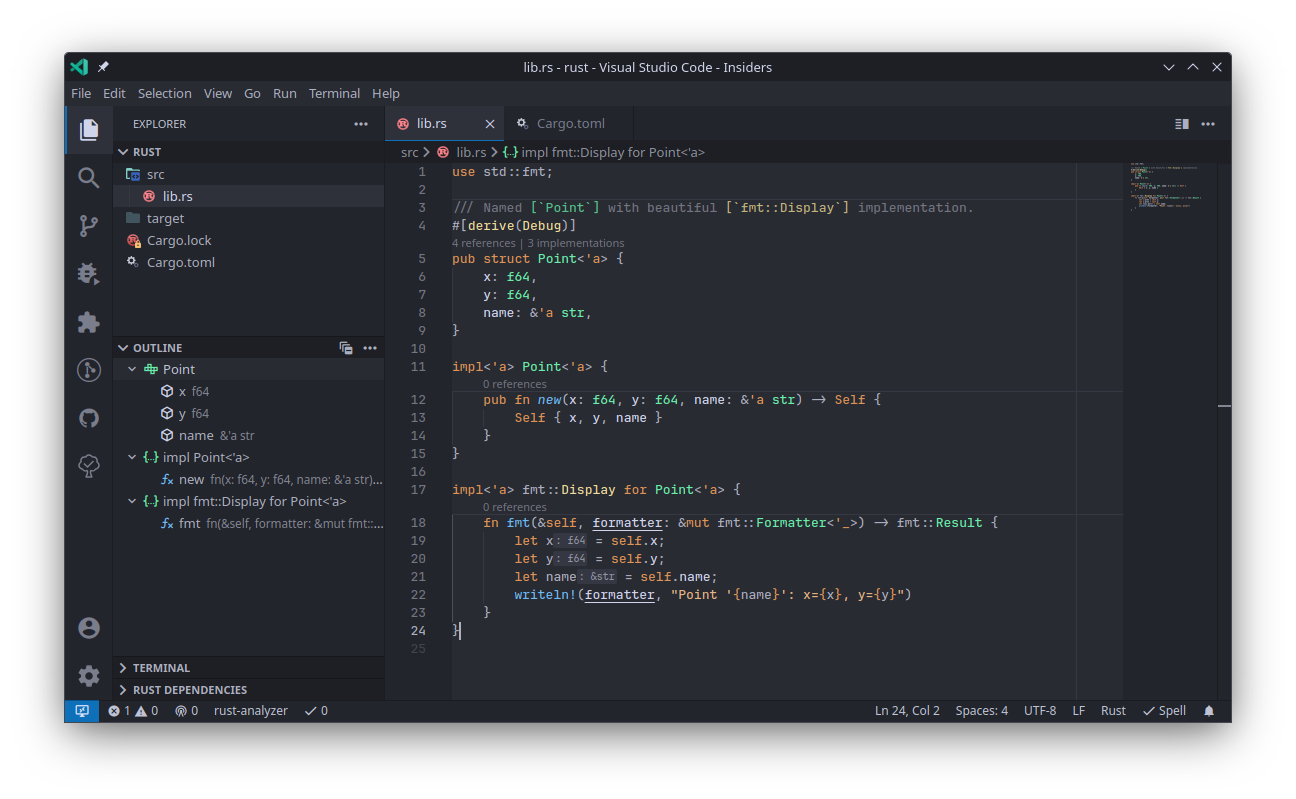 lib.rs - rust - Visual Studio Code - Insiders
File Edit Selection View Go Run Terminal Help
EXPLORER
RUST
src
lib.rs
target
Cargo.lock
Cargo.toml
OUTLINE
Point
x f64
y f64
name &'a str
impl Point<'a>
new fn(x: f64, y: f64, name: &'a str)...
impl fmt::Display for Point<'a>
fmt fn(&self, formatter: &mut fmt::...
TERMINAL
RUST DEPENDENCIES
lib.rs Cargo.toml
src lib.rs {..} impl fmt::Display for Point<'a>
1 use std::fmt;
2
3 /// Named [`Point`] with beautiful [`fmt::Display`] implementation.
4 #[derive(Debug)]
4 references | 3 implementations
5 pub struct Point<'a> {
6 x: f64,
7 y: f64,
8 name: &'a str,
9 }
10
11 impl<'a> Point<'a> {
0 references
12 pub fn new(x: f64, y: f64, name: &'a str) -> Self {
13 Self { x, y, name }
14 }
15 }
16
17 impl<'a> fmt::Display for Point<'a> {
0 references
18 fn fmt(&self, formatter: &mut fmt::Formatter<'_>) -> fmt::Result {
19 let x: f64 = self.x;
20 let y: f64 = self.y;
21 let name: &str = self.name;
22 writeln!(formatter, "Point '{name}': x={x}, y={y}")
23 }
24 }
25
1 0 0 rust-analyzer 0 Ln 24, Col 2 Spaces: 4 UTF-8 LF Rust Spell